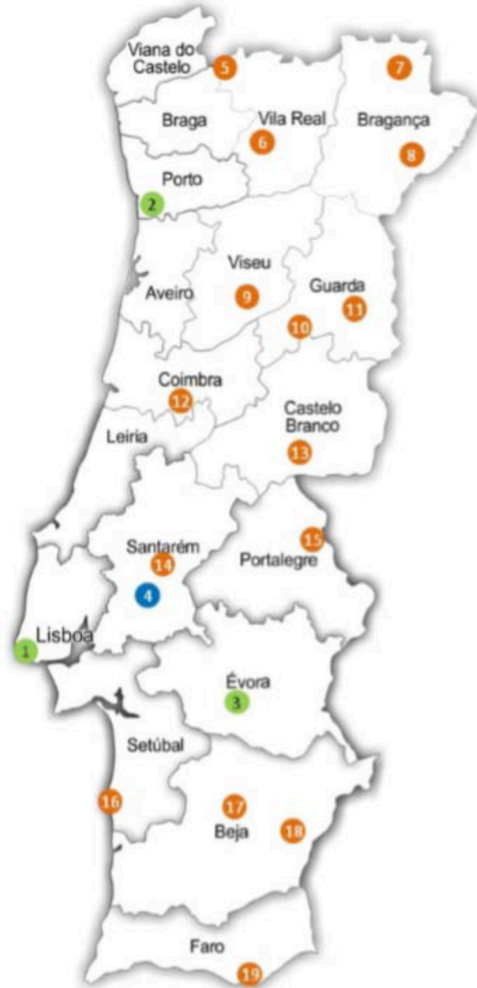 Viana do
Castelo
5
7
Braga
Vila Real
Bragança
6
8
Porto
2
Viseu
Aveiro
Guarda
9
11
10
Coimbra
12
Castelo
Branco
Leiria
13
15
Santarém
14
Portalegre
4
Lisboa
1
Évora
3
Setúbal
16
17
Beja
18
Faro
19